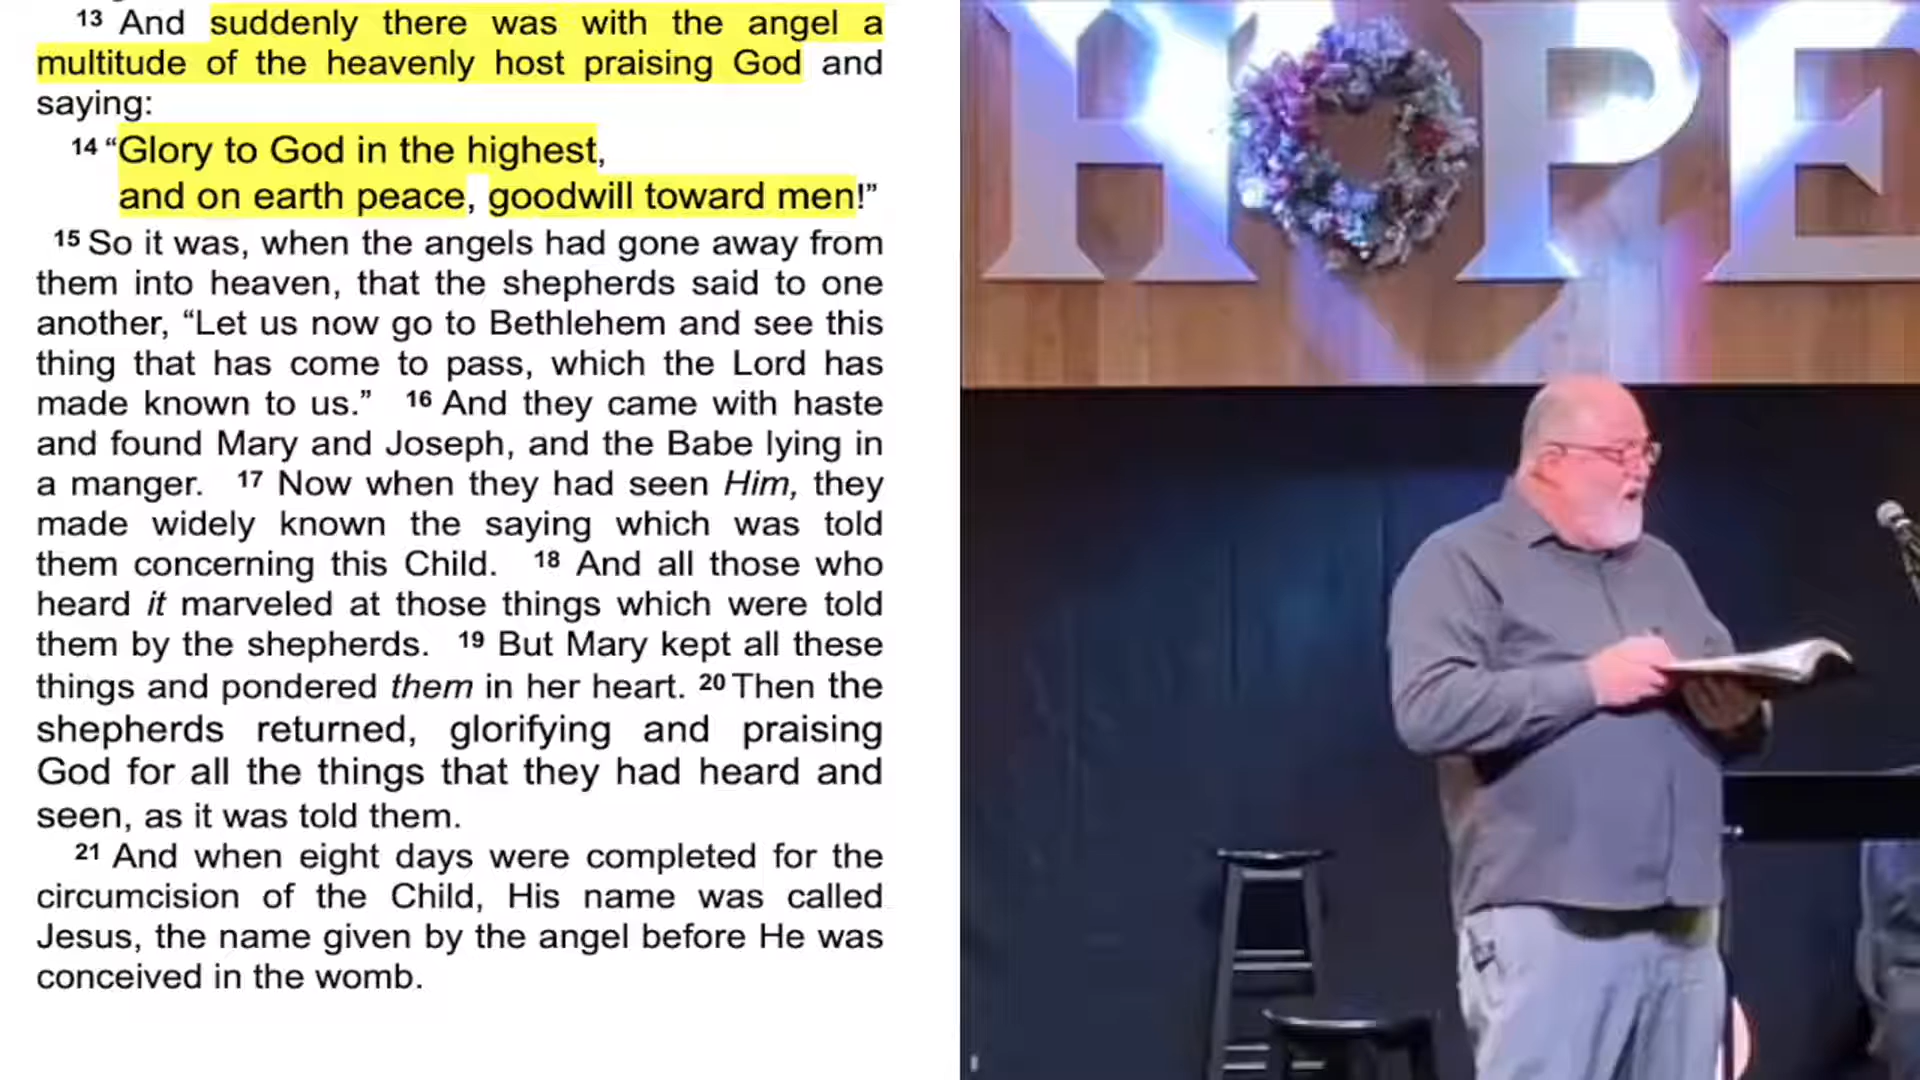 13 And suddenly there was with the angel a
multitude of the heavenly host praising God and
saying:
14 “Glory to God in the highest,
and on earth peace, goodwill toward men!”
15 So it was, when the angels had gone away from
them into heaven, that the shepherds said to one
another, “Let us now go to Bethlehem and see this
thing that has come to pass, which the Lord has
made known to us.” 16 And they came with haste
and found Mary and Joseph, and the Babe lying in
a manger. 17 Now when they had seen Him, they
made widely known the saying which was told
them concerning this Child. 18 And all those who
heard it marveled at those things which were told
them by the shepherds. 19 But Mary kept all these
things and pondered them in her heart. 20 Then the
shepherds returned, glorifying and praising
God for all the things that they had heard and
seen, as it was told them.
21 And when eight days were completed for the
circumcision of the Child, His name was called
Jesus, the name given by the angel before He was
conceived in the womb.
HOPE